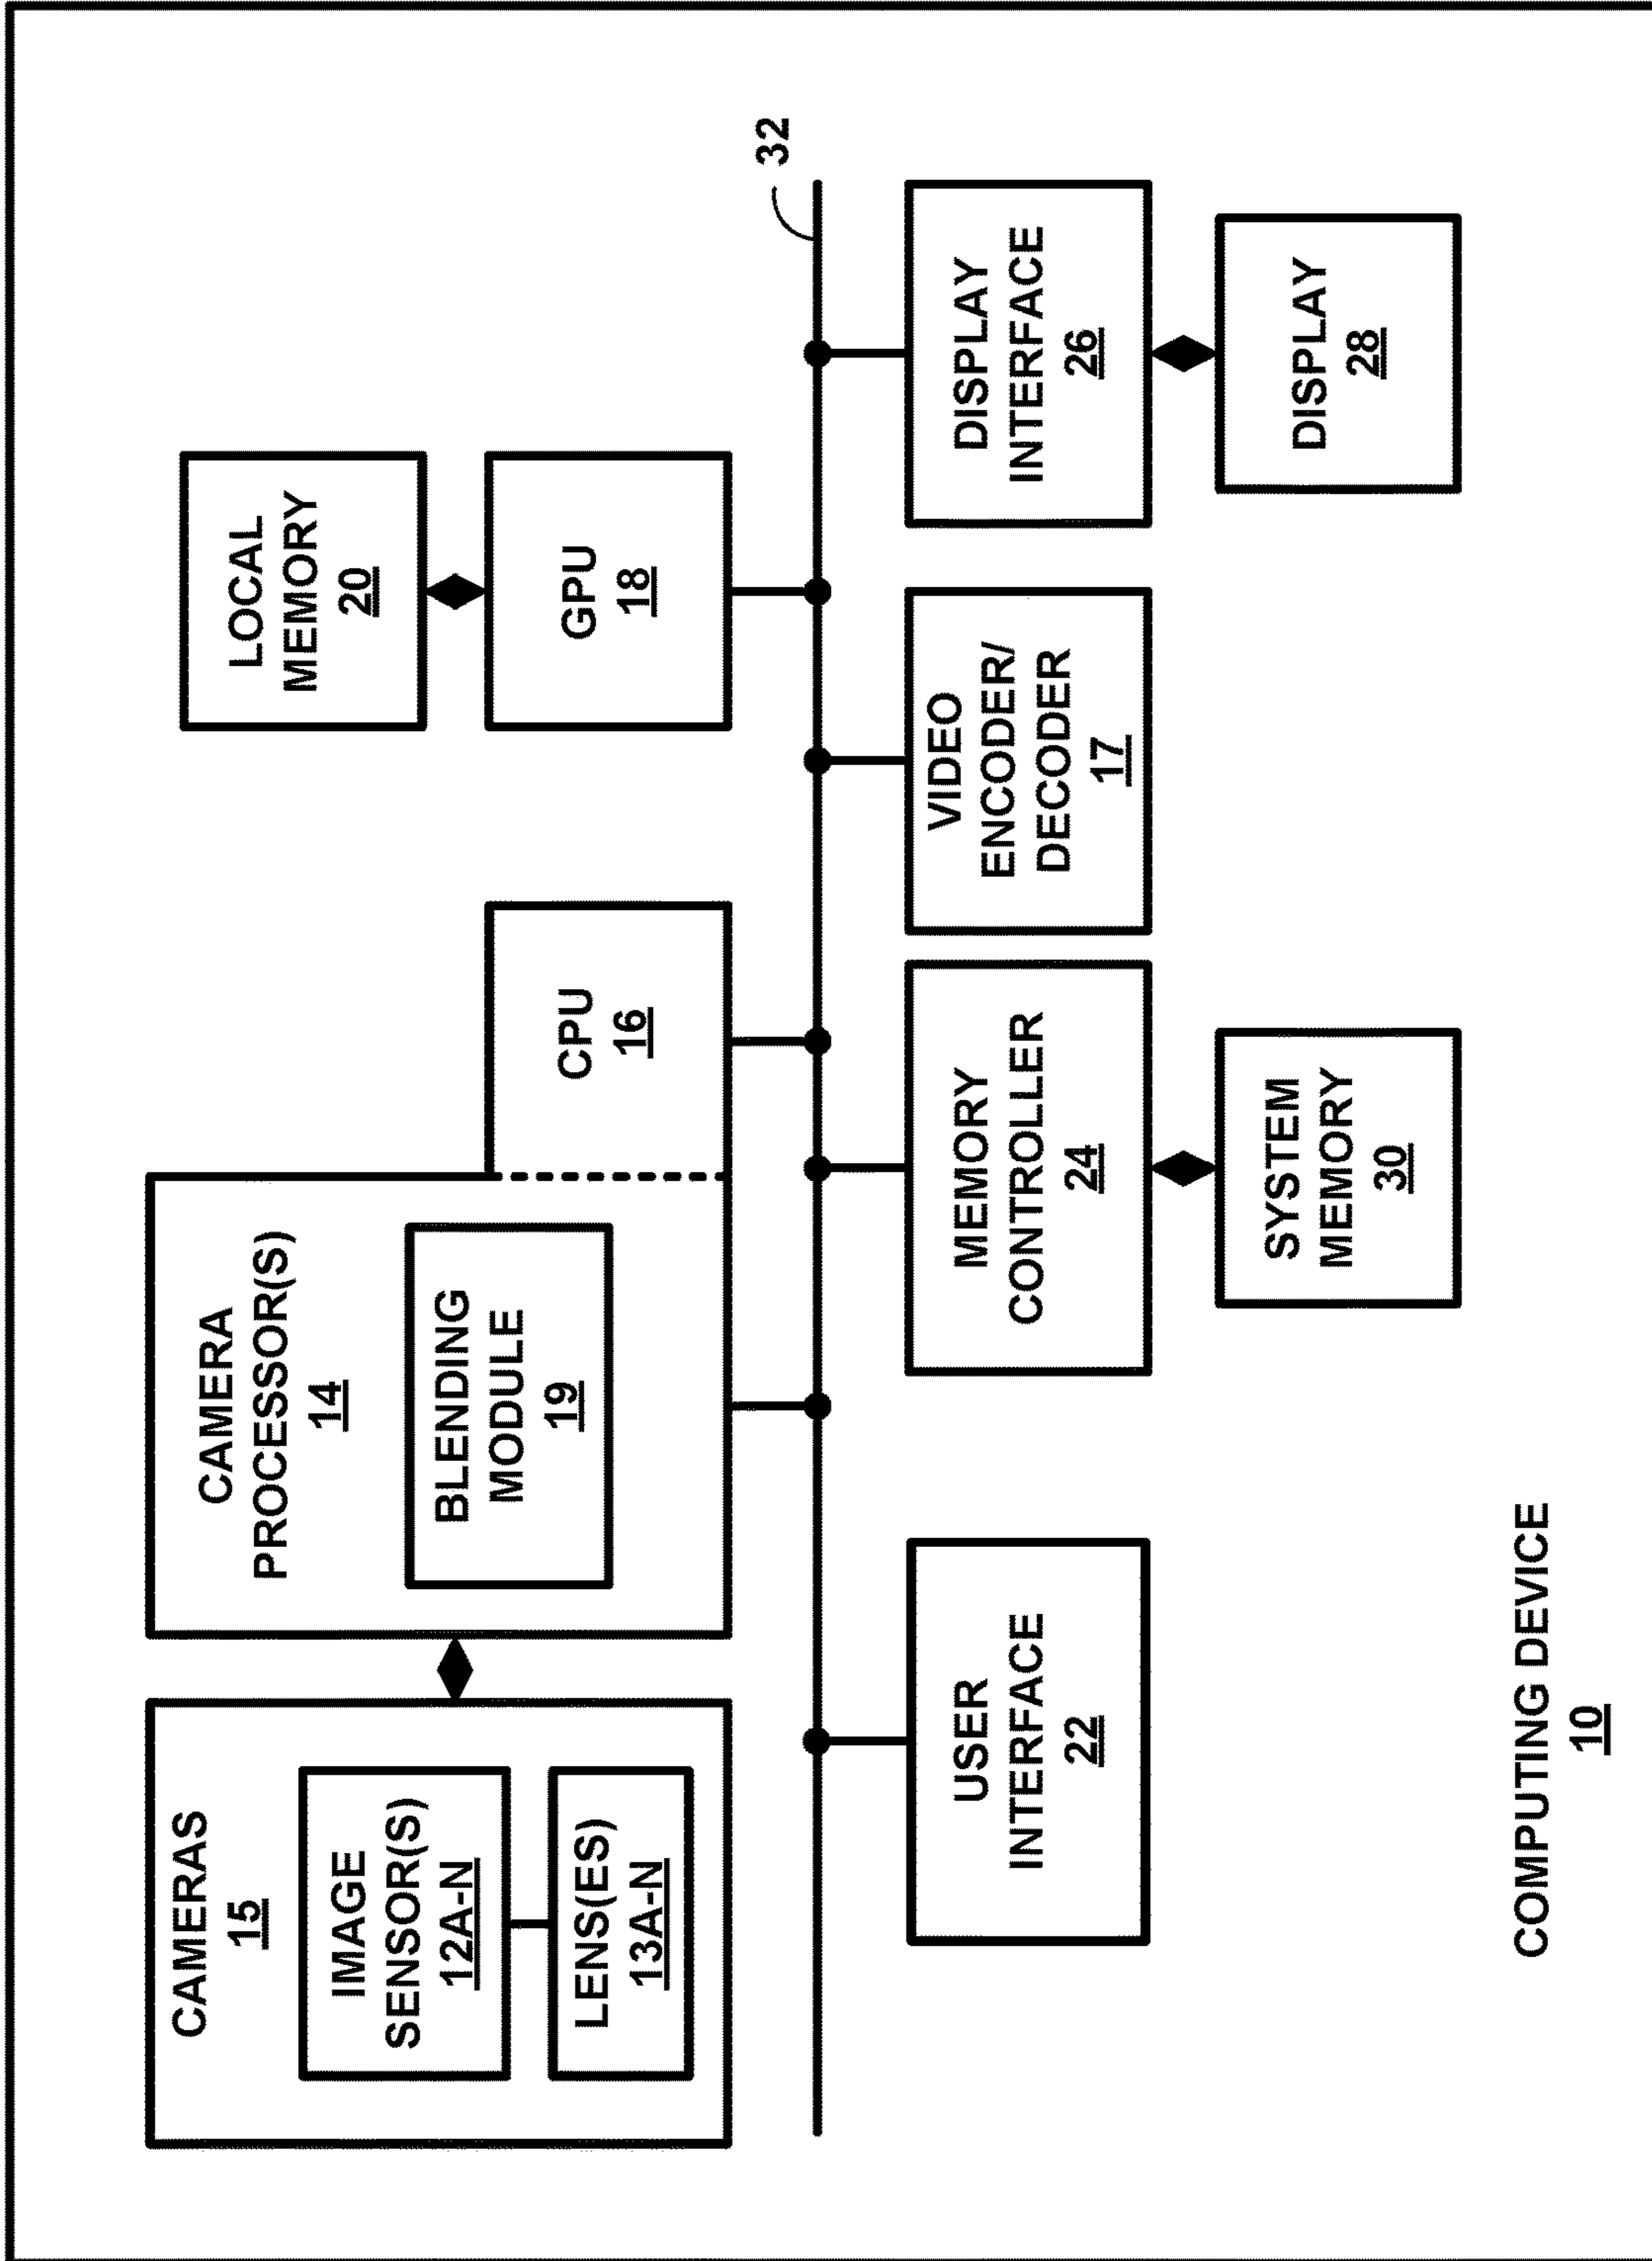 CAMERAS
15
IMAGE
SENSOR(S)
12A-N
LENS(ES)
13A-N
CAMERA
PROCESSOR(S)
14
BLENDING
MODULE
19
CPU
16
LOCAL
MEMORY
20
GPU
18
32
USER
INTERFACE
22
MEMORY
CONTROLLER
24
VIDEO
ENCODER/
DECODER
17
DISPLAY
INTERFACE
26
SYSTEM
MEMORY
30
DISPLAY
28
COMPUTING DEVICE
10